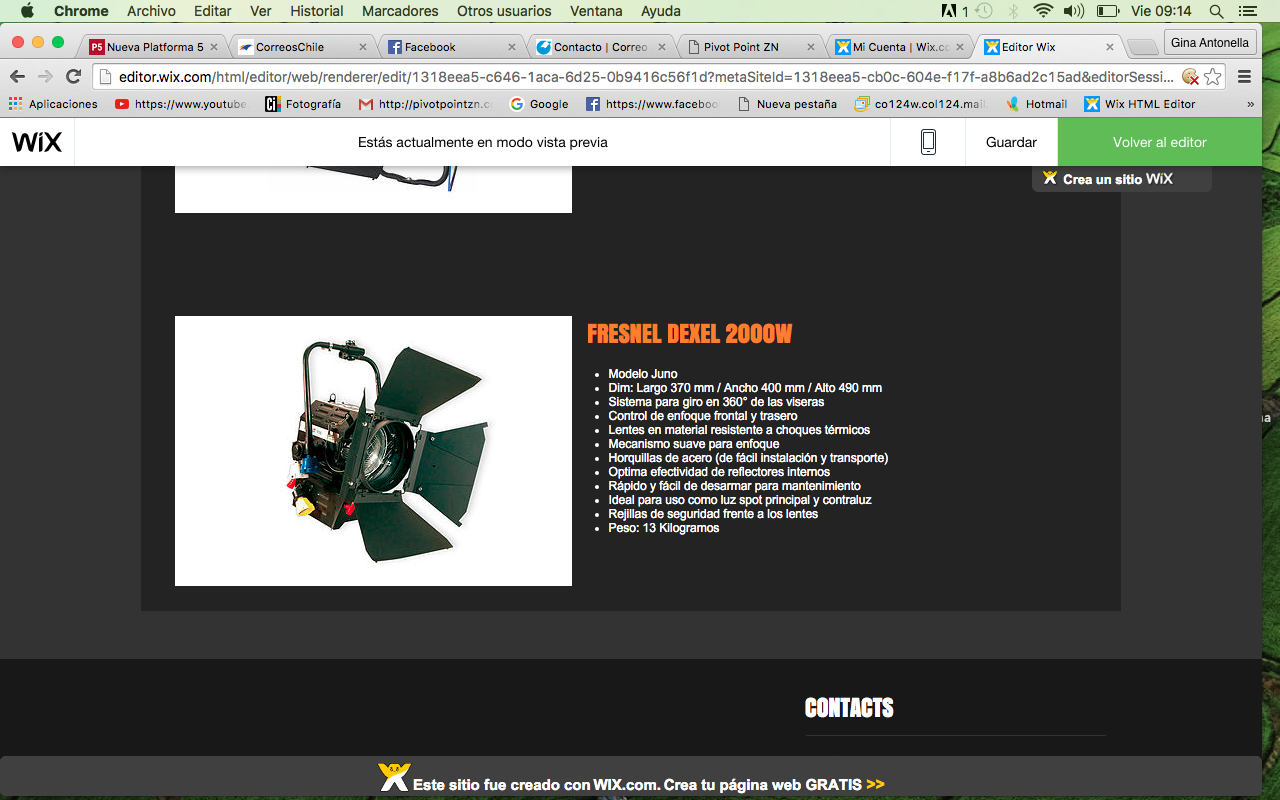 Chrome Archivo Editar Ver Historial Marcadores Otros usuarios Ventana Ayuda 1 Vie 09:14
Nueva Platforma 5 CorreosChile Facebook Contacto | Correo Pivot Point ZN Mi Cuenta | Wix.co Editor Wix Gina Antonella
editor.wix.com/html/editor/web/renderer/edit/1318eea5-c646-1aca-6d25-0b9416c56f1d?metaSiteId=1318eea5-cb0c-604e-f17f-a8b6ad2c15ad&editorSessi...
Aplicaciones https://www.youtube Fotografía http://pivotpointzn.c Google https://www.faceboo Nueva pestaña co124w.col124.mail. Hotmail Wix HTML Editor »
WiX Estás actualmente en modo vista previa Guardar Volver al editor
Crea un sitio WiX
FRESNEL DEXEL 2000W
• Modelo Juno
• Dim: Largo 370 mm / Ancho 400 mm / Alto 490 mm
• Sistema para giro en 360° de las viseras
• Control de enfoque frontal y trasero
• Lentes en material resistente a choques térmicos
• Mecanismo suave para enfoque
• Horquillas de acero (de fácil instalación y transporte)
• Optima efectividad de reflectores internos
• Rápido y fácil de desarmar para mantenimiento
• Ideal para uso como luz spot principal y contraluz
• Rejillas de seguridad frente a los lentes
• Peso: 13 Kilogramos
CONTACTS
Este sitio fue creado con WIX.com. Crea tu página web GRATIS >>